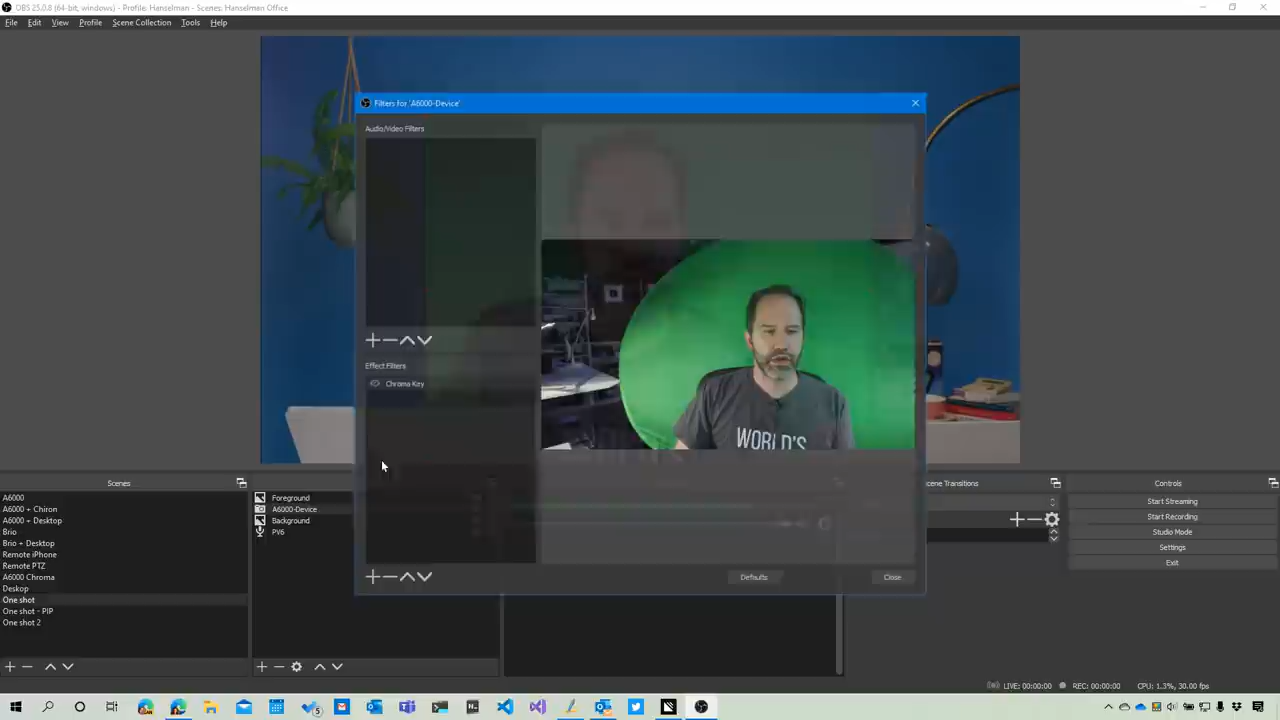 OBS 25.0.8 (64-bit, windows) - Profile: Hanselman - Scenes: Hanselman Office
File Edit View Profile Scene Collection Tools Help
Filters for 'A6000-Device'
Audio/Video Filters
Effect Filters
Chroma Key
WORLD'S
Defaults
Close
Scenes
A6000
A6000 + Chiron
A6000 + Desktop
Brio
Brio + Desktop
Remote iPhone
Remote PTZ
A6000 Chroma
Deskop
One shot
One shot - PIP
One shot 2
Foreground
A6000-Device
Background
PV6
cene Transitions
Controls
Start Streaming
Start Recording
Studio Mode
Settings
Exit
LIVE: 00:00:00
REC: 00:00:00
CPU: 1.3%, 30.00 fps